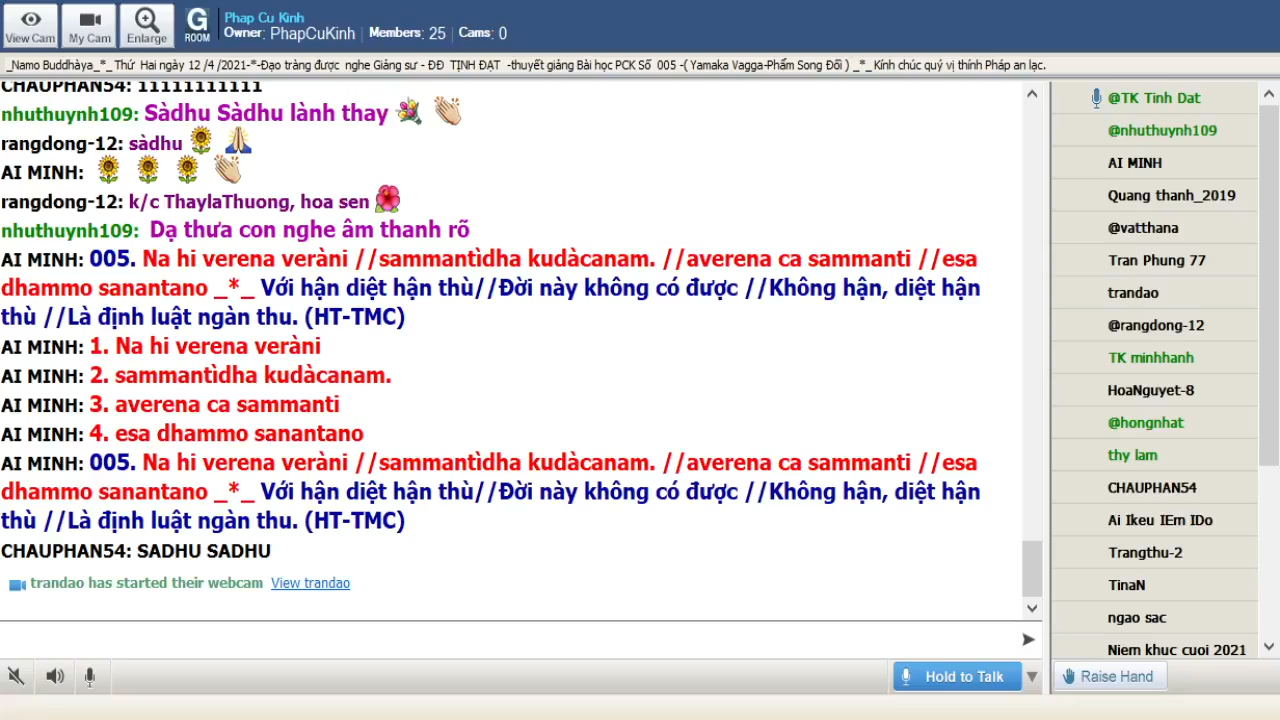 View Cam
My Cam
Enlarge
G
ROOM
Phap Cu Kinh
Owner: PhapCuKinh | Members: 25 | Cams: 0
_Namo Buddhàya_*_ Thứ Hai ngày 12 /4 /2021-*-Đạo tràng được nghe Giảng sư - ĐĐ TỊNH ĐẠT -thuyết giảng Bài học PCK Số 005 -( Yamaka Vagga-Phẩm Song Đối ) _*_ Kính chúc quý vị thính Pháp an lạc.
CHAUPHAN54: 11111111111
nhuthuynh109: Sàdhu Sàdhu lành thay
rangdong-12: sàdhu
AI MINH:
rangdong-12: k/c ThaylaThuong, hoa sen
nhuthuynh109: Dạ thưa con nghe âm thanh rõ
AI MINH: 005. Na hi verena veràni //sammantìdha kudàcanam. //averena ca sammanti //esa
dhammo sanantano _*_ Với hận diệt hận thù//Đời này không có được //Không hận, diệt hận
thù //Là định luật ngàn thu. (HT-TMC)
AI MINH: 1. Na hi verena veràni
AI MINH: 2. sammantìdha kudàcanam.
AI MINH: 3. averena ca sammanti
AI MINH: 4. esa dhammo sanantano
AI MINH: 005. Na hi verena veràni //sammantìdha kudàcanam. //averena ca sammanti //esa
dhammo sanantano _*_ Với hận diệt hận thù//Đời này không có được //Không hận, diệt hận
thù //Là định luật ngàn thu. (HT-TMC)
CHAUPHAN54: SADHU SADHU
trandao has started their webcam View trandao
Hold to Talk
@TK Tinh Dat
@nhuthuynh109
AI MINH
Quang thanh_2019
@vatthana
Tran Phung 77
trandao
@rangdong-12
TK minhhanh
HoaNguyet-8
@hongnhat
thy lam
CHAUPHAN54
Ai Ikeu IEm IDo
Trangthu-2
TinaN
ngao sac
Niem khuc cuoi 2021
Raise Hand